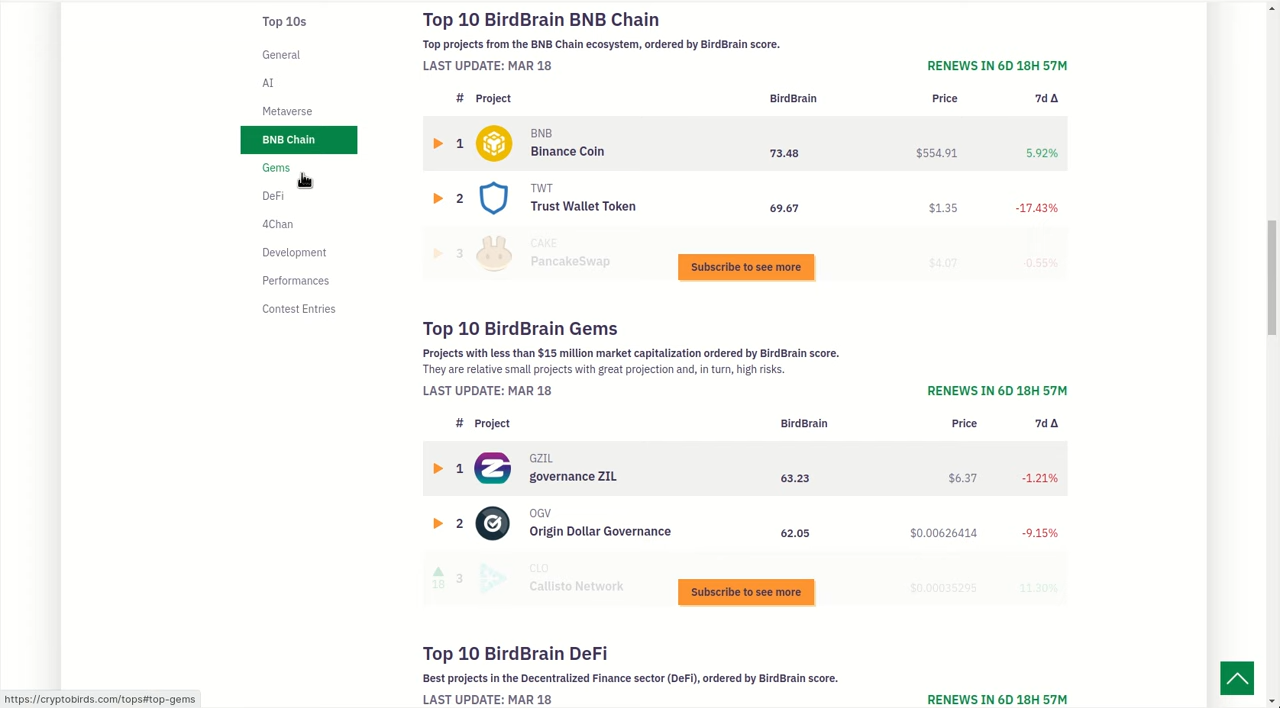 Top 10s
General
AI
Metaverse
BNB Chain
Gems
DeFi
4Chan
Development
Performances
Contest Entries
Top 10 BirdBrain BNB Chain
Top projects from the BNB Chain ecosystem, ordered by BirdBrain score.
LAST UPDATE: MAR 18 RENEWS IN 6D 18H 57M
# Project BirdBrain Price 7d Δ
BNB
1 Binance Coin 73.48 $554.91 5.92%
TWT
2 Trust Wallet Token 69.67 $1.35 -17.43%
CAKE
3 PancakeSwap $4.07 -0.55%
Subscribe to see more
Top 10 BirdBrain Gems
Projects with less than $15 million market capitalization ordered by BirdBrain score.
They are relative small projects with great projection and, in turn, high risks.
LAST UPDATE: MAR 18 RENEWS IN 6D 18H 57M
# Project BirdBrain Price 7d Δ
GZIL
1 governance ZIL 63.23 $6.37 -1.21%
OGV
2 Origin Dollar Governance 62.05 $0.00626414 -9.15%
CLO
18 3 Callisto Network $0.00035295 11.30%
Subscribe to see more
Top 10 BirdBrain DeFi
Best projects in the Decentralized Finance sector (DeFi), ordered by BirdBrain score.
LAST UPDATE: MAR 18 RENEWS IN 6D 18H 57M
https://cryptobirds.com/tops#top-gems